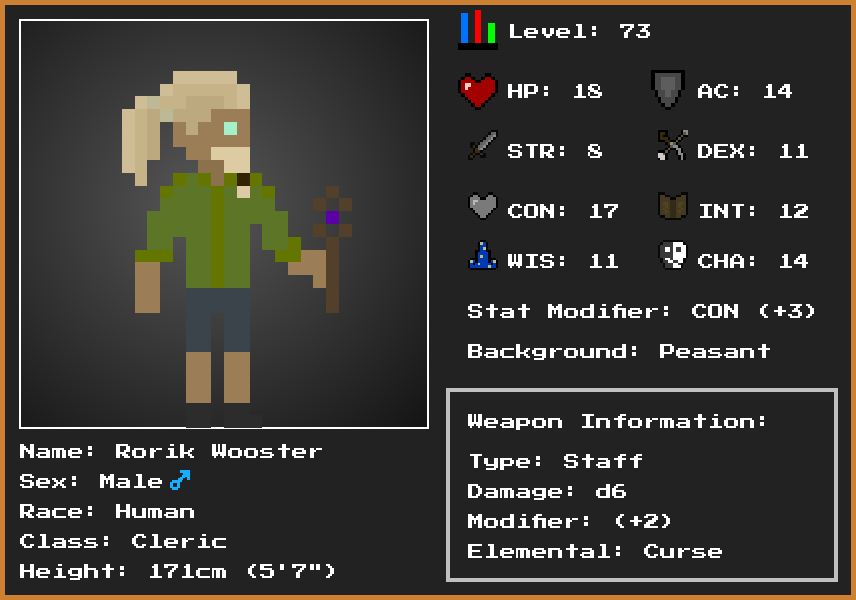 Level: 73
HP: 18
AC: 14
STR: 8
DEX: 11
CON: 17
INT: 12
WIS: 11
CHA: 14
Stat Modifier: CON (+3)
Background: Peasant
Weapon Information:
Type: Staff
Damage: d6
Modifier: (+2)
Elemental: Curse
Name: Rorik Wooster
Sex: Male♂
Race: Human
Class: Cleric
Height: 171cm (5'7")